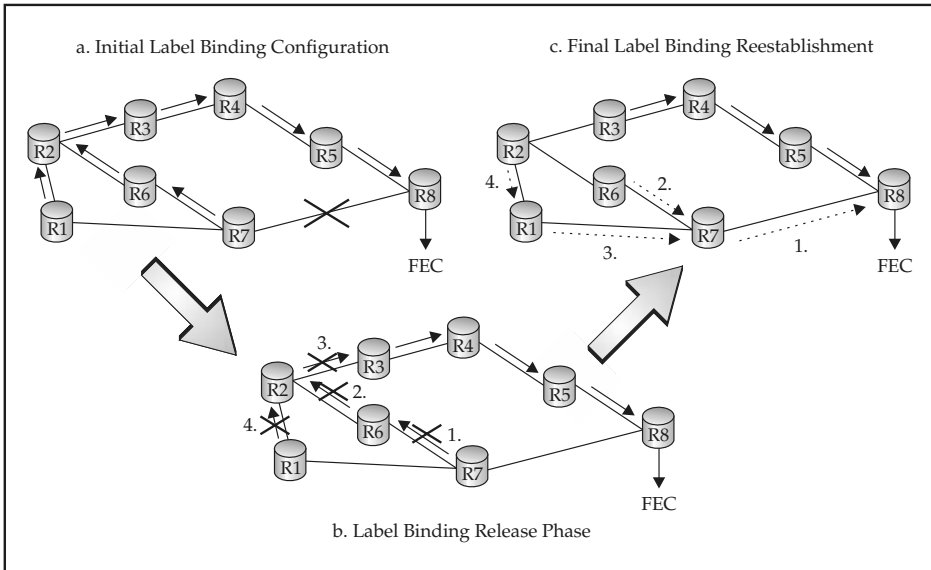 a. Initial Label Binding Configuration
R4
R3
R2
R5
R6
R8
R1
R7
FEC
c. Final Label Binding Reestablishment
R4
R3
R2
R5
4.
R6
2.
R8
R1
R7
3.
1.
FEC
3.
R4
R3
R2
2.
R5
4.
R6
1.
R8
R1
R7
FEC
b. Label Binding Release Phase